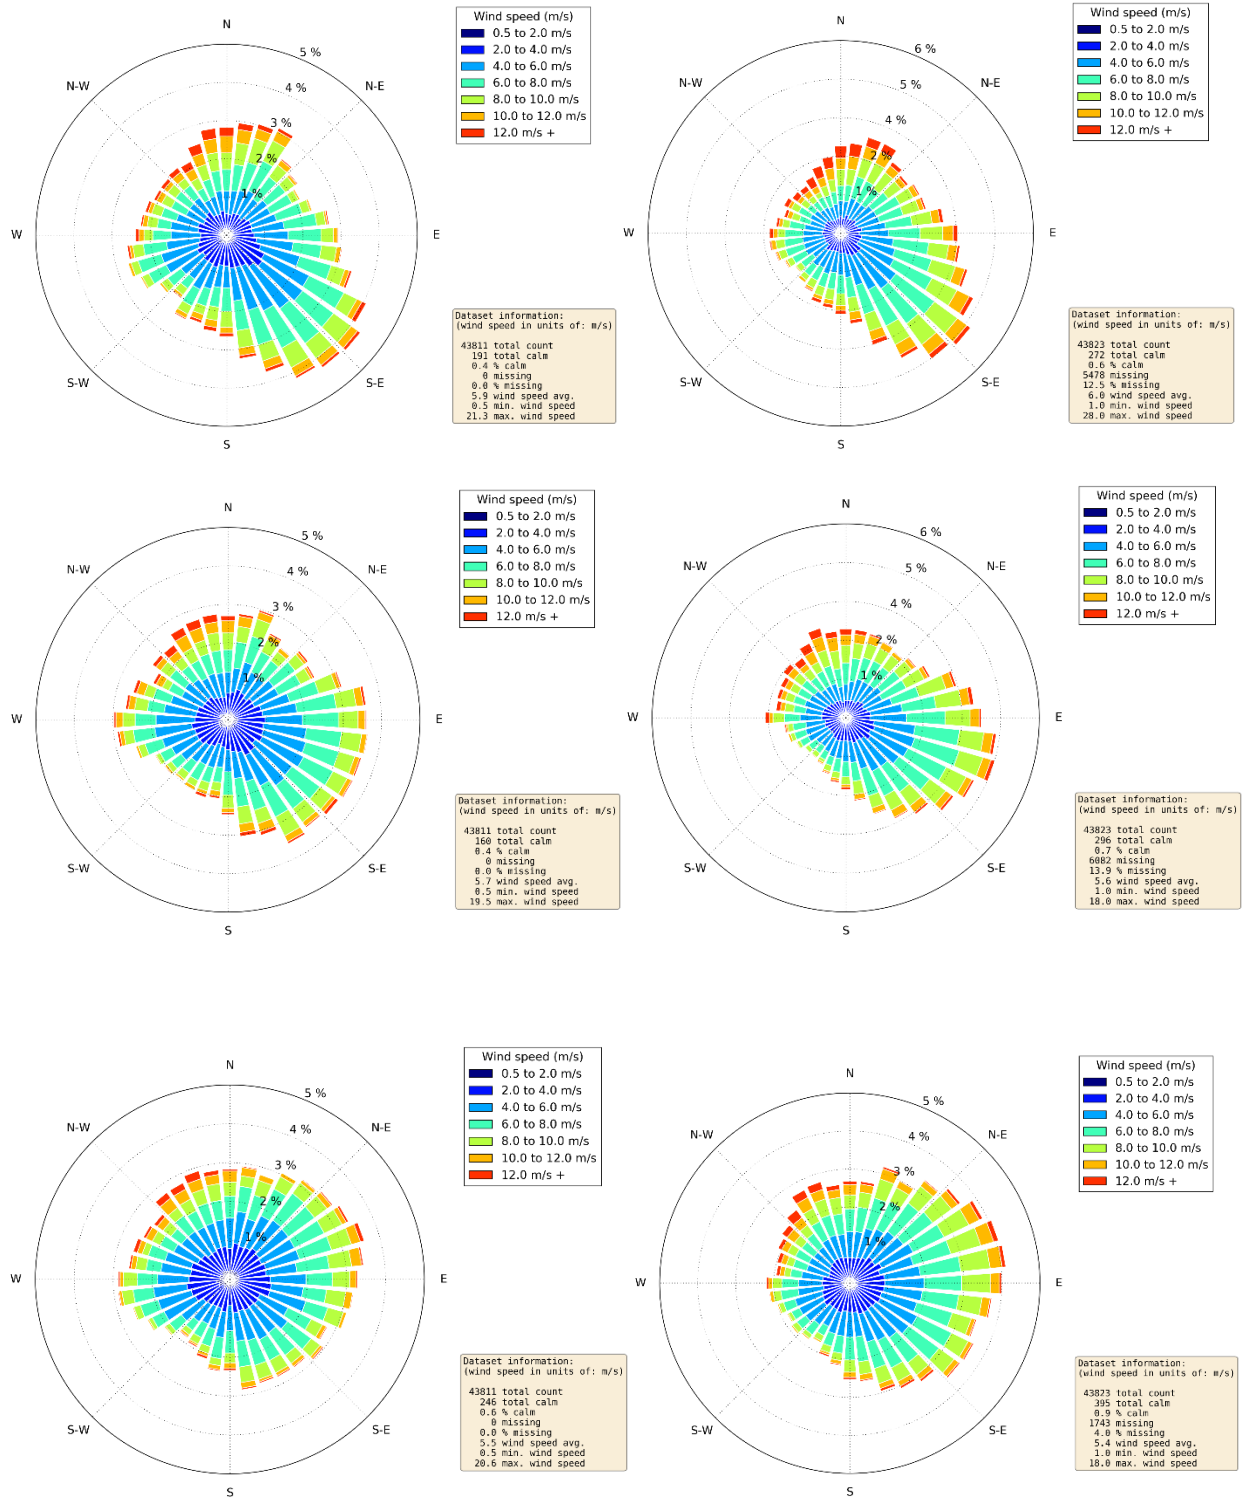 N
N-E
E
S-E
S
S-W
W
N-W
1 %
2 %
3 %
4 %
5 %
Wind speed (m/s)
0.5 to 2.0 m/s
2.0 to 4.0 m/s
4.0 to 6.0 m/s
6.0 to 8.0 m/s
8.0 to 10.0 m/s
10.0 to 12.0 m/s
12.0 m/s +
Dataset information:
(wind speed in units of: m/s)
43811 total count
191 total calm
0.4 % calm
0 missing
0.0 % missing
5.9 wind speed avg.
0.5 min. wind speed
21.3 max. wind speed
N
N-E
E
S-E
S
S-W
W
N-W
1 %
2 %
4 %
5 %
6 %
Wind speed (m/s)
0.5 to 2.0 m/s
2.0 to 4.0 m/s
4.0 to 6.0 m/s
6.0 to 8.0 m/s
8.0 to 10.0 m/s
10.0 to 12.0 m/s
12.0 m/s +
Dataset information:
(wind speed in units of: m/s)
43823 total count
272 total calm
0.6 % calm
5478 missing
12.5 % missing
6.0 wind speed avg.
1.0 min. wind speed
28.0 max. wind speed
N
N-E
E
S-E
S
S-W
W
N-W
1 %
2 %
3 %
4 %
5 %
Wind speed (m/s)
0.5 to 2.0 m/s
2.0 to 4.0 m/s
4.0 to 6.0 m/s
6.0 to 8.0 m/s
8.0 to 10.0 m/s
10.0 to 12.0 m/s
12.0 m/s +
Dataset information:
(wind speed in units of: m/s)
43811 total count
160 total calm
0.4 % calm
0 missing
0.0 % missing
5.7 wind speed avg.
0.5 min. wind speed
19.5 max. wind speed
N
N-E
E
S-E
S
S-W
W
N-W
1 %
2 %
4 %
5 %
6 %
Wind speed (m/s)
0.5 to 2.0 m/s
2.0 to 4.0 m/s
4.0 to 6.0 m/s
6.0 to 8.0 m/s
8.0 to 10.0 m/s
10.0 to 12.0 m/s
12.0 m/s +
Dataset information:
(wind speed in units of: m/s)
43823 total count
296 total calm
0.7 % calm
6082 missing
13.9 % missing
5.6 wind speed avg.
1.0 min. wind speed
18.0 max. wind speed
N
N-E
E
S-E
S
S-W
W
N-W
1 %
2 %
3 %
4 %
5 %
Wind speed (m/s)
0.5 to 2.0 m/s
2.0 to 4.0 m/s
4.0 to 6.0 m/s
6.0 to 8.0 m/s
8.0 to 10.0 m/s
10.0 to 12.0 m/s
12.0 m/s +
Dataset information:
(wind speed in units of: m/s)
43811 total count
246 total calm
0.6 % calm
0 missing
0.0 % missing
5.5 wind speed avg.
0.5 min. wind speed
20.6 max. wind speed
N
N-E
E
S-E
S
S-W
W
N-W
1 %
2 %
3 %
4 %
5 %
Wind speed (m/s)
0.5 to 2.0 m/s
2.0 to 4.0 m/s
4.0 to 6.0 m/s
6.0 to 8.0 m/s
8.0 to 10.0 m/s
10.0 to 12.0 m/s
12.0 m/s +
Dataset information:
(wind speed in units of: m/s)
43823 total count
395 total calm
0.9 % calm
1743 missing
4.0 % missing
5.4 wind speed avg.
1.0 min. wind speed
18.0 max. wind speed